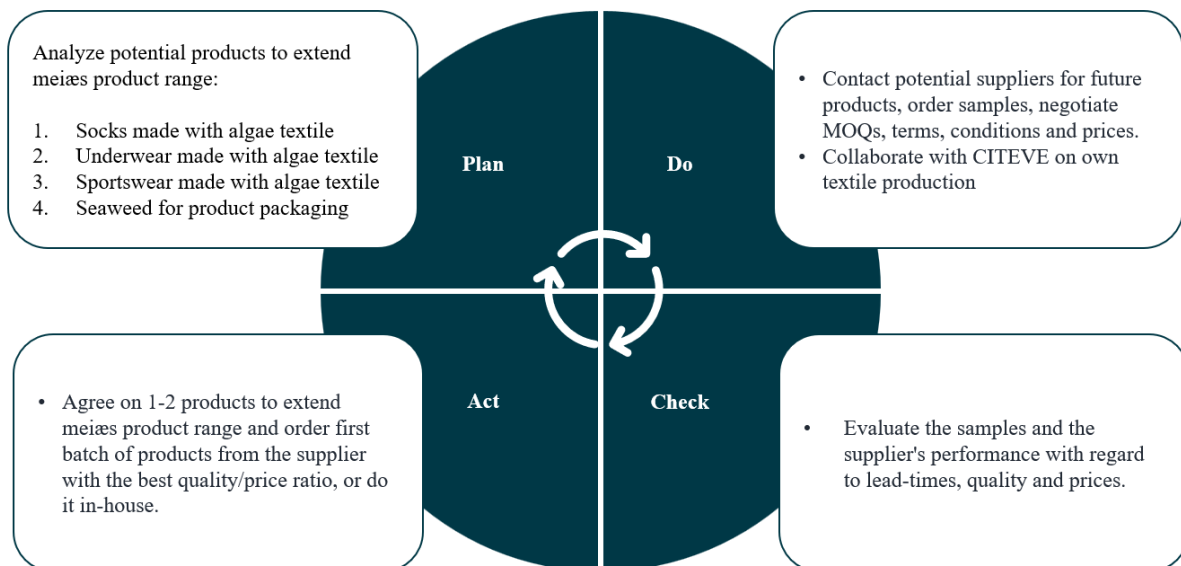 Analyze potential products to extend
meiæs product range:
1. Socks made with algae textile
2. Underwear made with algae textile
3. Sportswear made with algae textile
4. Seaweed for product packaging
Plan
Do
• Contact potential suppliers for future
products, order samples, negotiate
MOQs, terms, conditions and prices.
• Collaborate with CITEVE on own
textile production
• Agree on 1-2 products to extend
meiæs product range and order first
batch of products from the supplier
with the best quality/price ratio, or do
it in-house.
Act
Check
• Evaluate the samples and the
supplier's performance with regard
to lead-times, quality and prices.